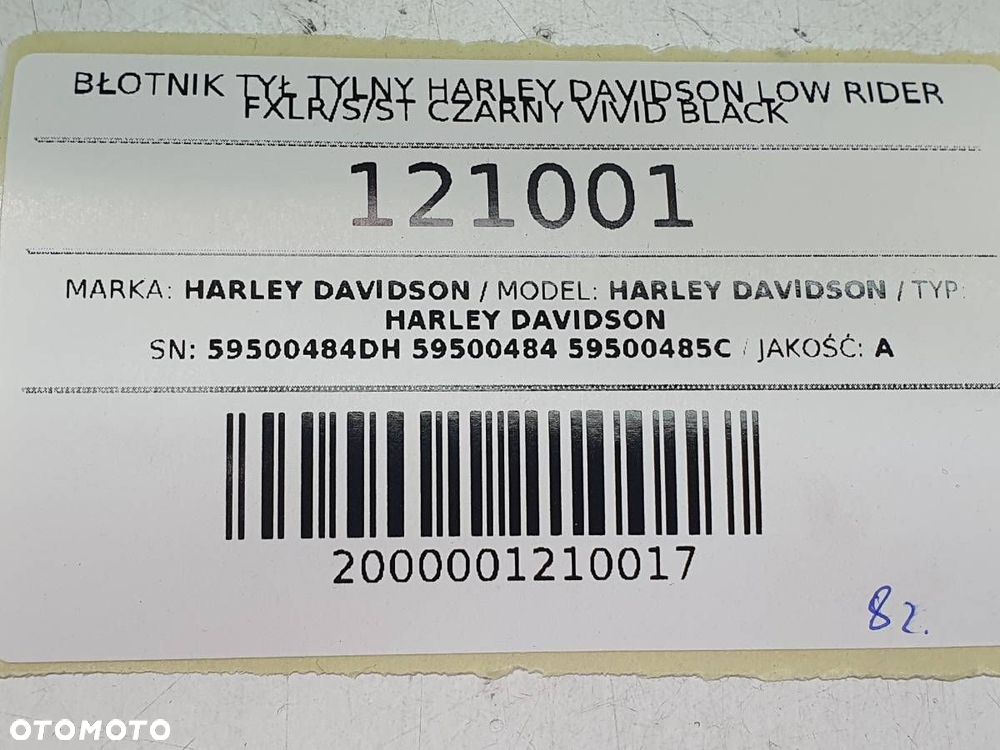 BŁOTNIK TYŁ TYLNY HARLEY DAVIDSON LOW RIDER
FXLR/S/ST CZARNY VIVID BLACK
121001
MARKA: HARLEY DAVIDSON / MODEL: HARLEY DAVIDSON / TYP:
HARLEY DAVIDSON
SN: 59500484DH 59500484 59500485C / JAKOŚĆ: A
2000001210017
82.
OTOMOTO